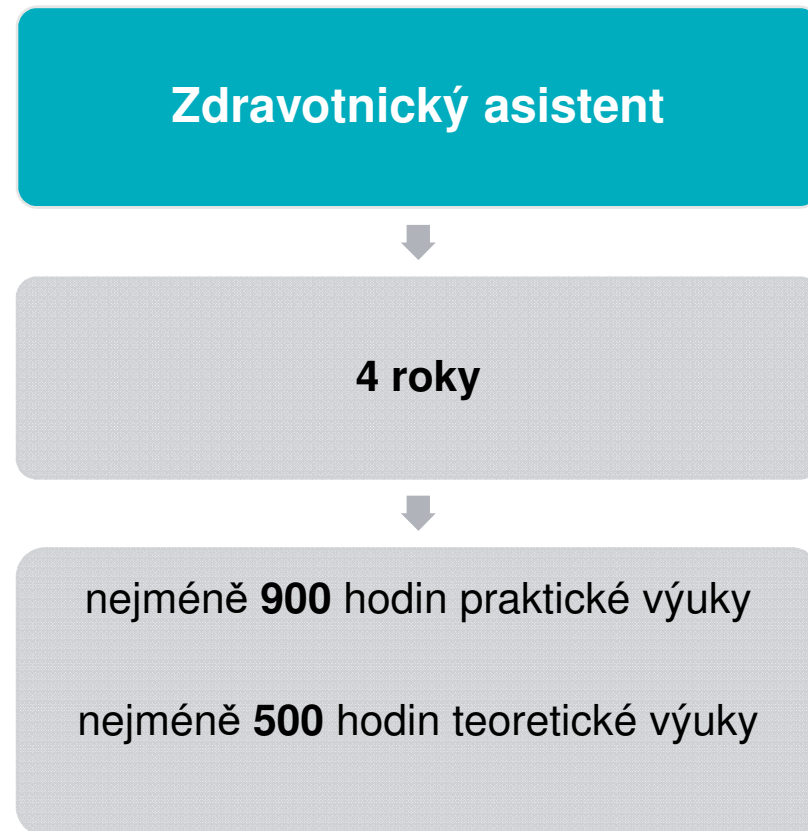 Zdravotnický asistent
4 roky
nejméně 900 hodin praktické výuky
nejméně 500 hodin teoretické výuky